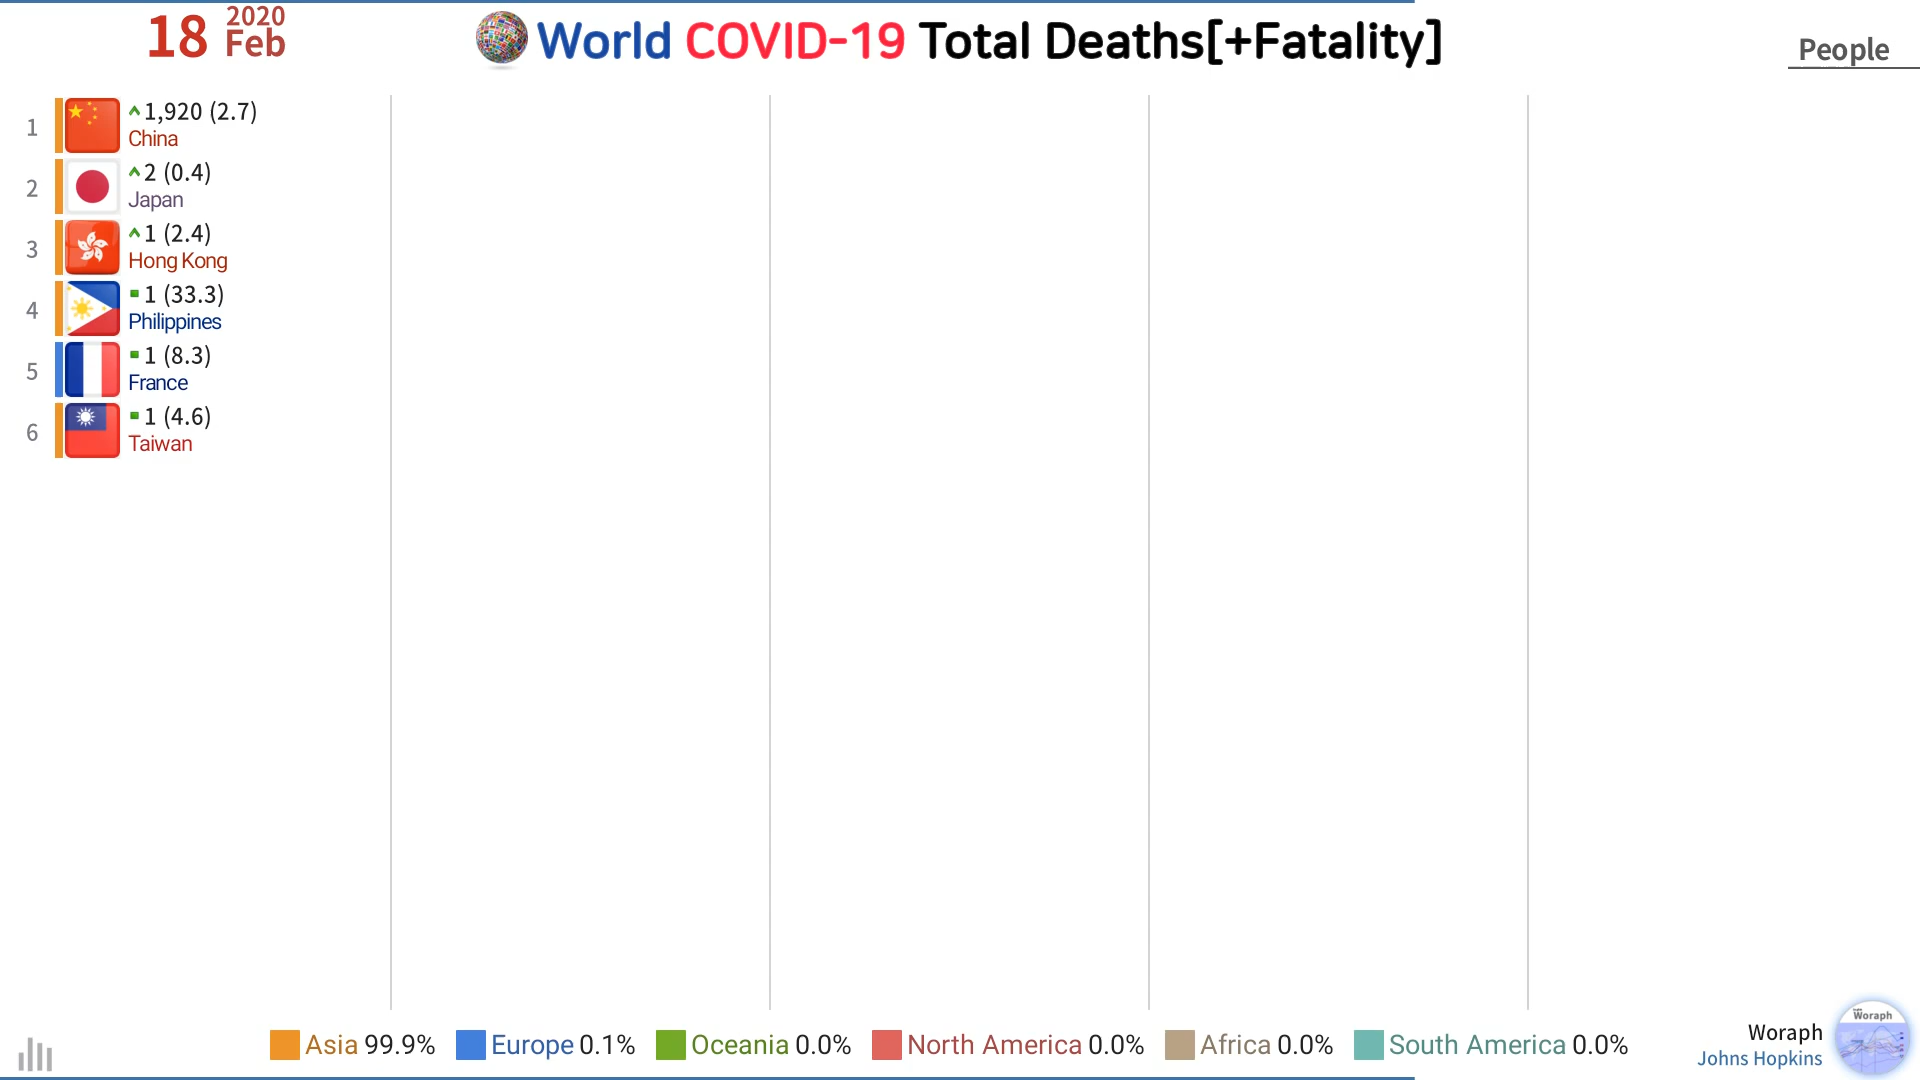 18 2020 Feb
World COVID-19 Total Deaths[+Fatality]
People
1 1,920 (2.7)
China
2 2 (0.4)
Japan
3 1 (2.4)
Hong Kong
4 1 (33.3)
Philippines
5 1 (8.3)
France
6 1 (4.6)
Taiwan
Asia 99.9% Europe 0.1% Oceania 0.0% North America 0.0% Africa 0.0% South America 0.0%
Woraph
Johns Hopkins
Woraph